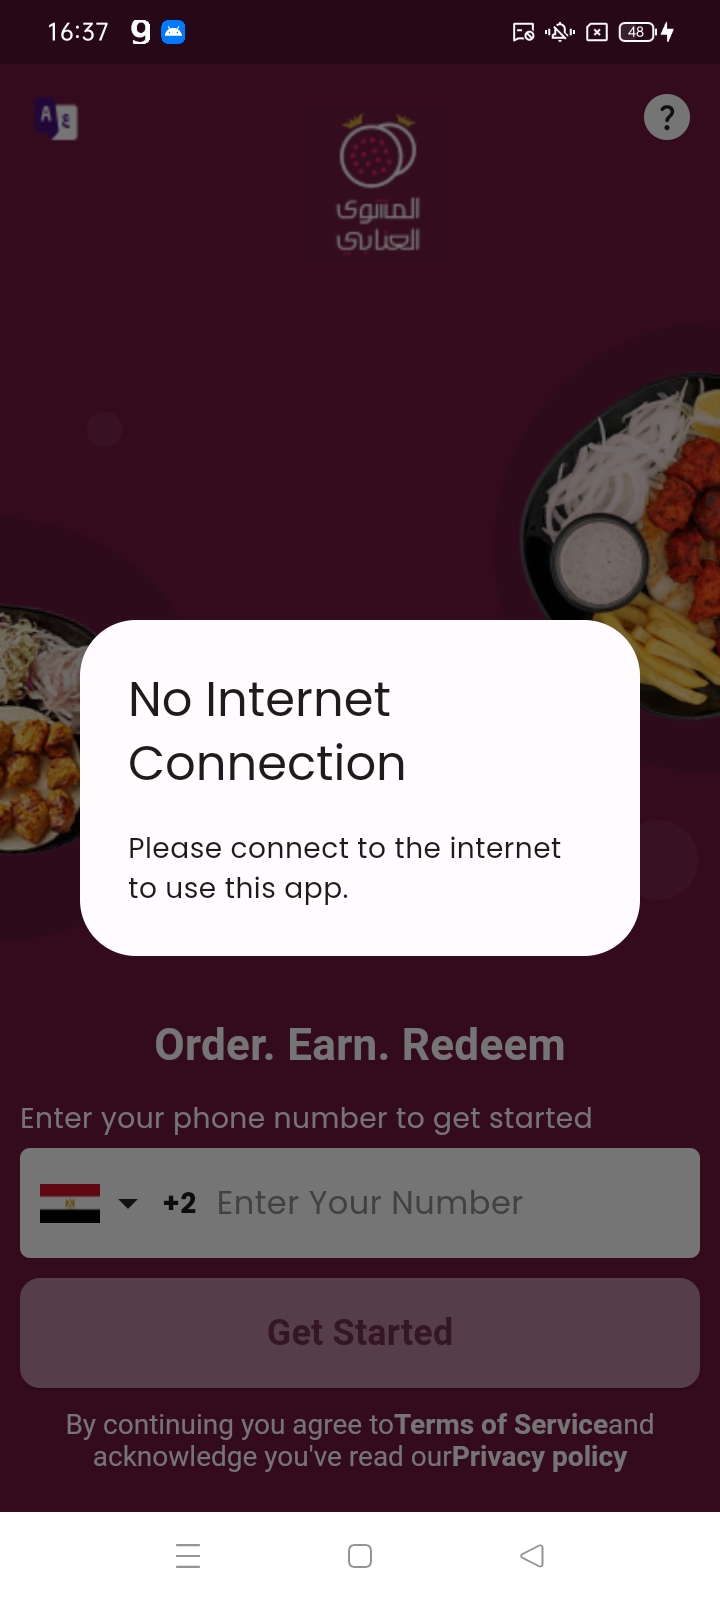 16:37
48
A
المنيوى
العنابي
?
No Internet
Connection
Please connect to the internet
to use this app.
Order. Earn. Redeem
Enter your phone number to get started
+2 Enter Your Number
Get Started
By continuing you agree toTerms of Serviceand
acknowledge you've read ourPrivacy policy